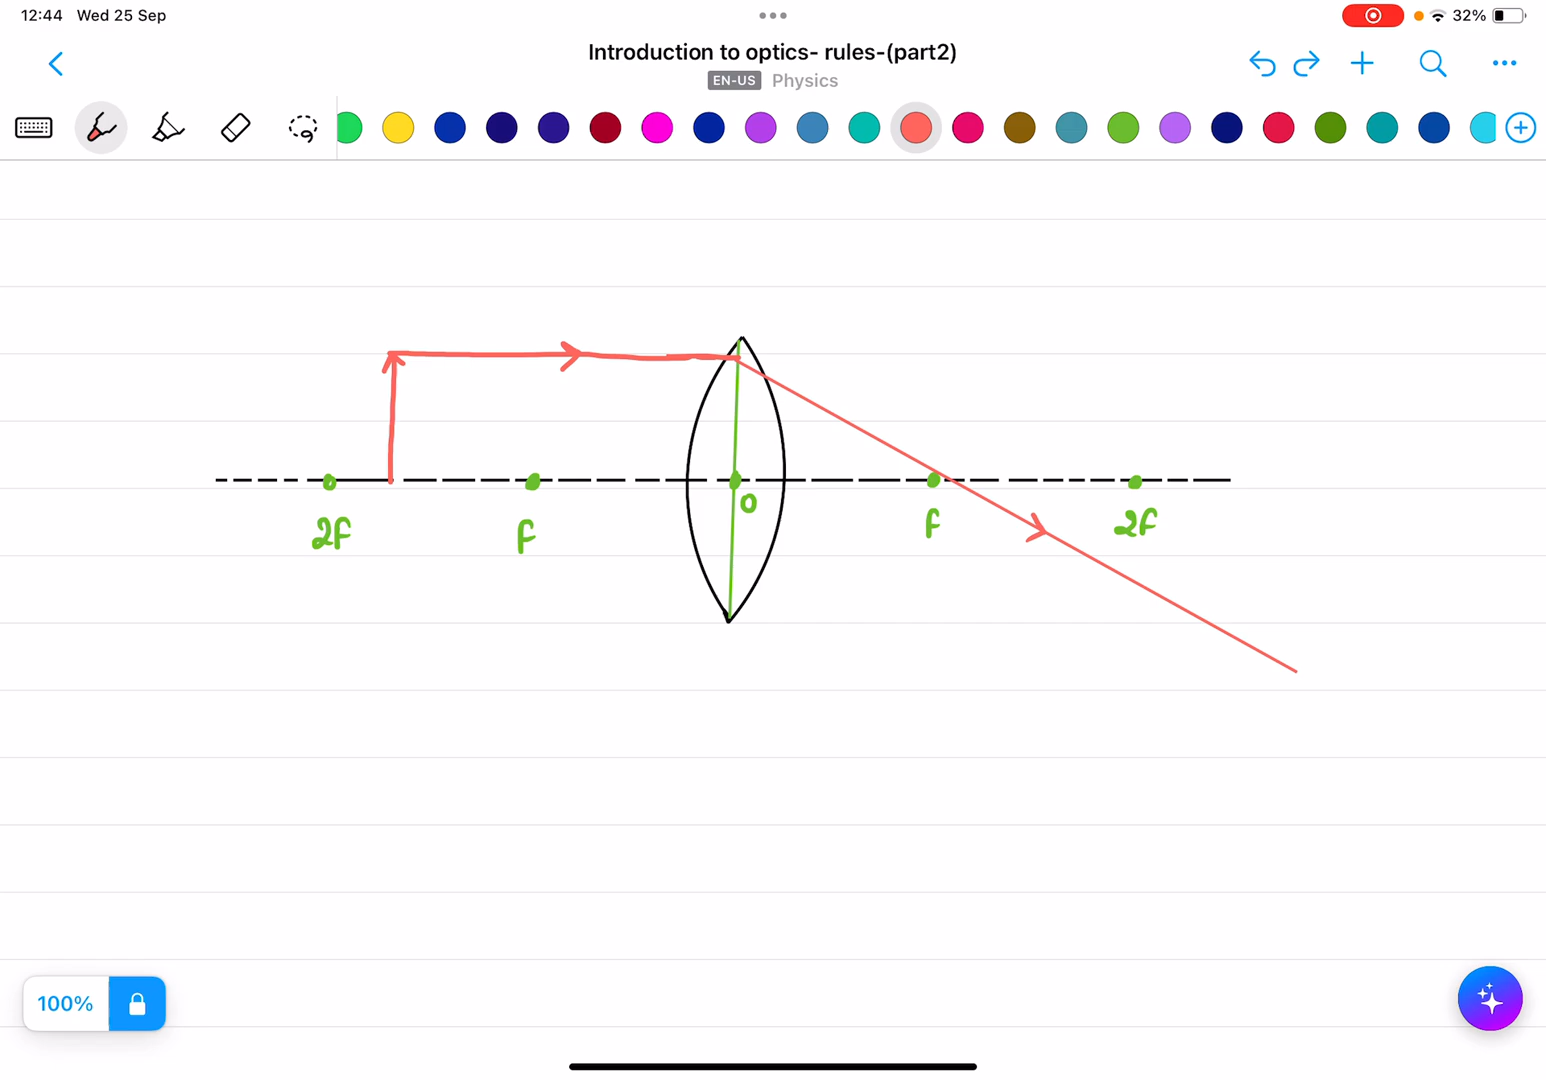 12:44 Wed 25 Sep
32%
Introduction to optics- rules-(part2)
EN-US Physics
O
2F F F 2F
100%